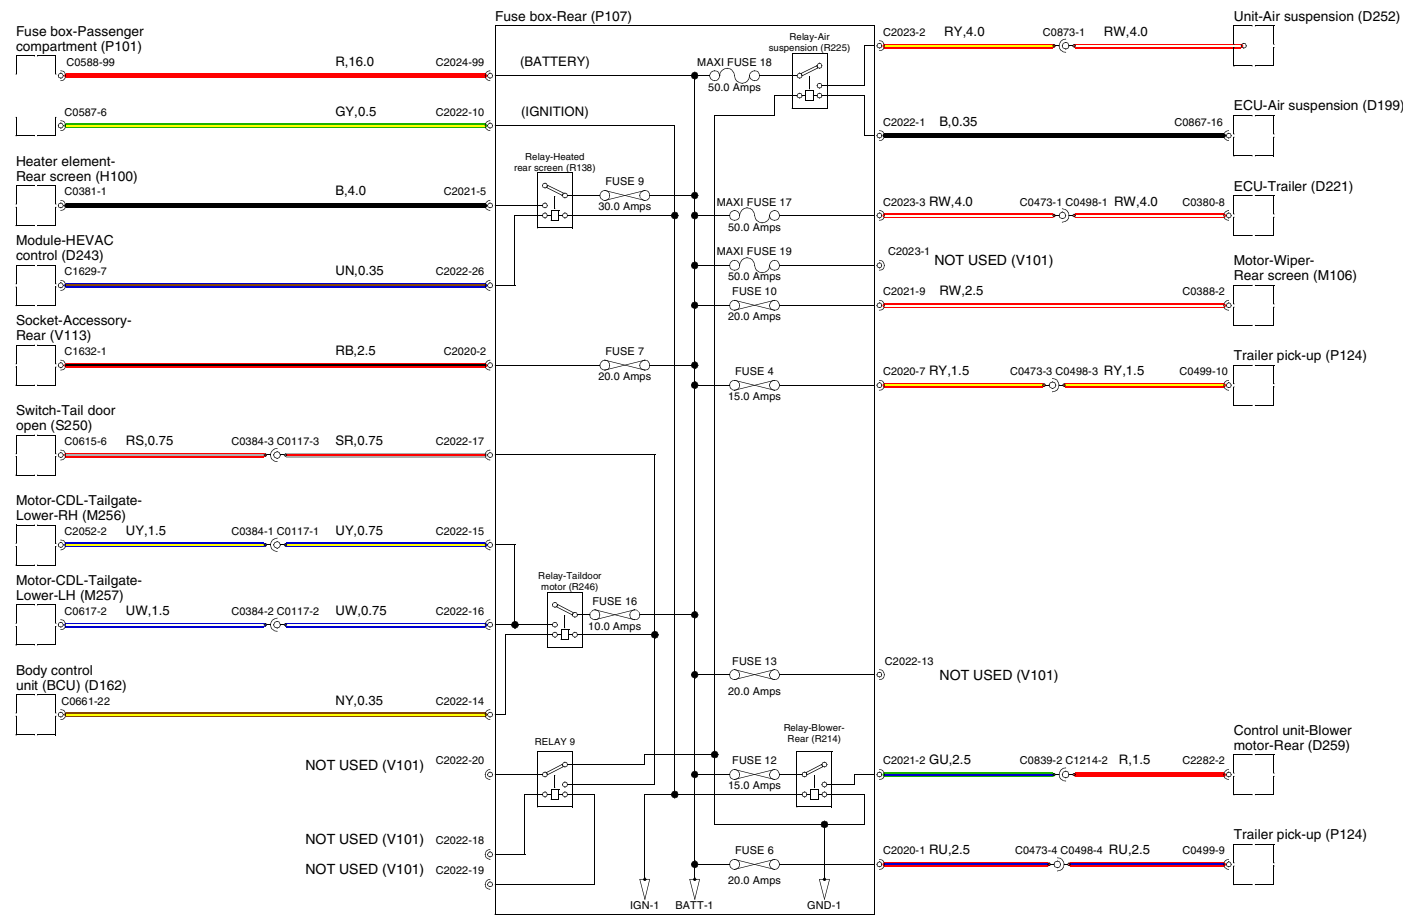 Fuse box-Rear (P107)
Fuse box-Passenger
compartment (P101)
C0588-99 R,16.0 C2024-99
(BATTERY)
C0587-6 GY,0.5 C2022-10
(IGNITION)
Heater element-
Rear screen (H100)
C0381-1 B,4.0 C2021-5
Module-HEVAC
control (D243)
C1629-7 UN,0.35 C2022-26
Socket-Accessory-
Rear (V113)
C1632-1 RB,2.5 C2020-2
Switch-Tail door
open (S250)
C0615-6 RS,0.75 C0384-3 C0117-3 SR,0.75 C2022-17
Motor-CDL-Tailgate-
Lower-RH (M256)
C2052-2 UY,1.5 C0384-1 C0117-1 UY,0.75 C2022-15
Motor-CDL-Tailgate-
Lower-LH (M257)
C0617-2 UW,1.5 C0384-2 C0117-2 UW,0.75 C2022-16
Body control
unit (BCU) (D162)
C0661-22 NY,0.35 C2022-14
NOT USED (V101) C2022-20
NOT USED (V101) C2022-18
NOT USED (V101) C2022-19
Relay-Heated
rear screen (R138)
FUSE 9
30.0 Amps
FUSE 7
20.0 Amps
Relay-Taildoor
motor (R246)
FUSE 16
10.0 Amps
RELAY 9
Relay-Air
suspension (R225)
MAXI FUSE 18
50.0 Amps
MAXI FUSE 17
50.0 Amps
MAXI FUSE 19
50.0 Amps
FUSE 10
20.0 Amps
FUSE 4
15.0 Amps
FUSE 13
20.0 Amps
Relay-Blower-
Rear (R214)
FUSE 12
15.0 Amps
FUSE 6
20.0 Amps
IGN-1 BATT-1 GND-1
Unit-Air suspension (D252)
C2023-2 RY,4.0 C0873-1 RW,4.0
ECU-Air suspension (D199)
C2022-1 B,0.35 C0867-16
ECU-Trailer (D221)
C2023-3 RW,4.0 C0473-1 C0498-1 RW,4.0 C0380-8
C2023-1
NOT USED (V101)
Motor-Wiper-
Rear screen (M106)
C2021-9 RW,2.5 C0388-2
Trailer pick-up (P124)
C2020-7 RY,1.5 C0473-3 C0498-3 RY,1.5 C0499-10
C2022-13
NOT USED (V101)
Control unit-Blower
motor-Rear (D259)
C2021-2 GU,2.5 C0839-2 C1214-2 R,1.5 C2282-2
Trailer pick-up (P124)
C2020-1 RU,2.5 C0473-4 C0498-4 RU,2.5 C0499-9